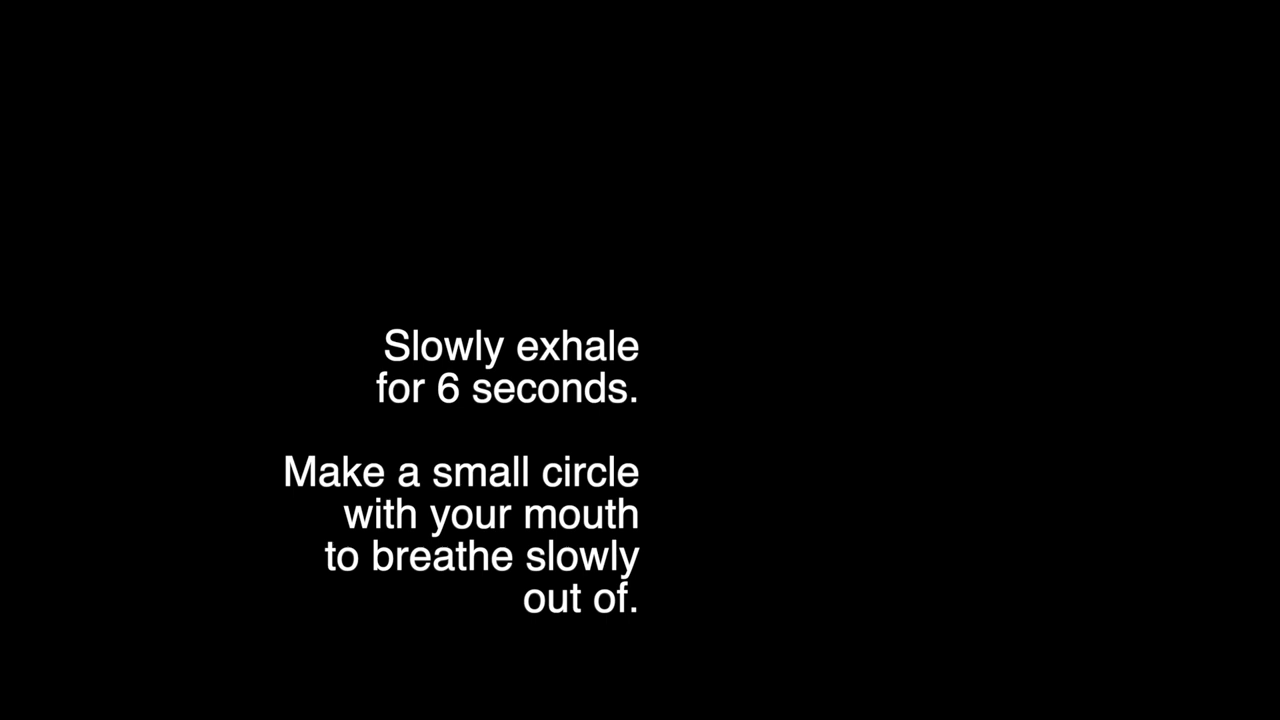 Slowly exhale
for 6 seconds.
Make a small circle
with your mouth
to breathe slowly
out of.